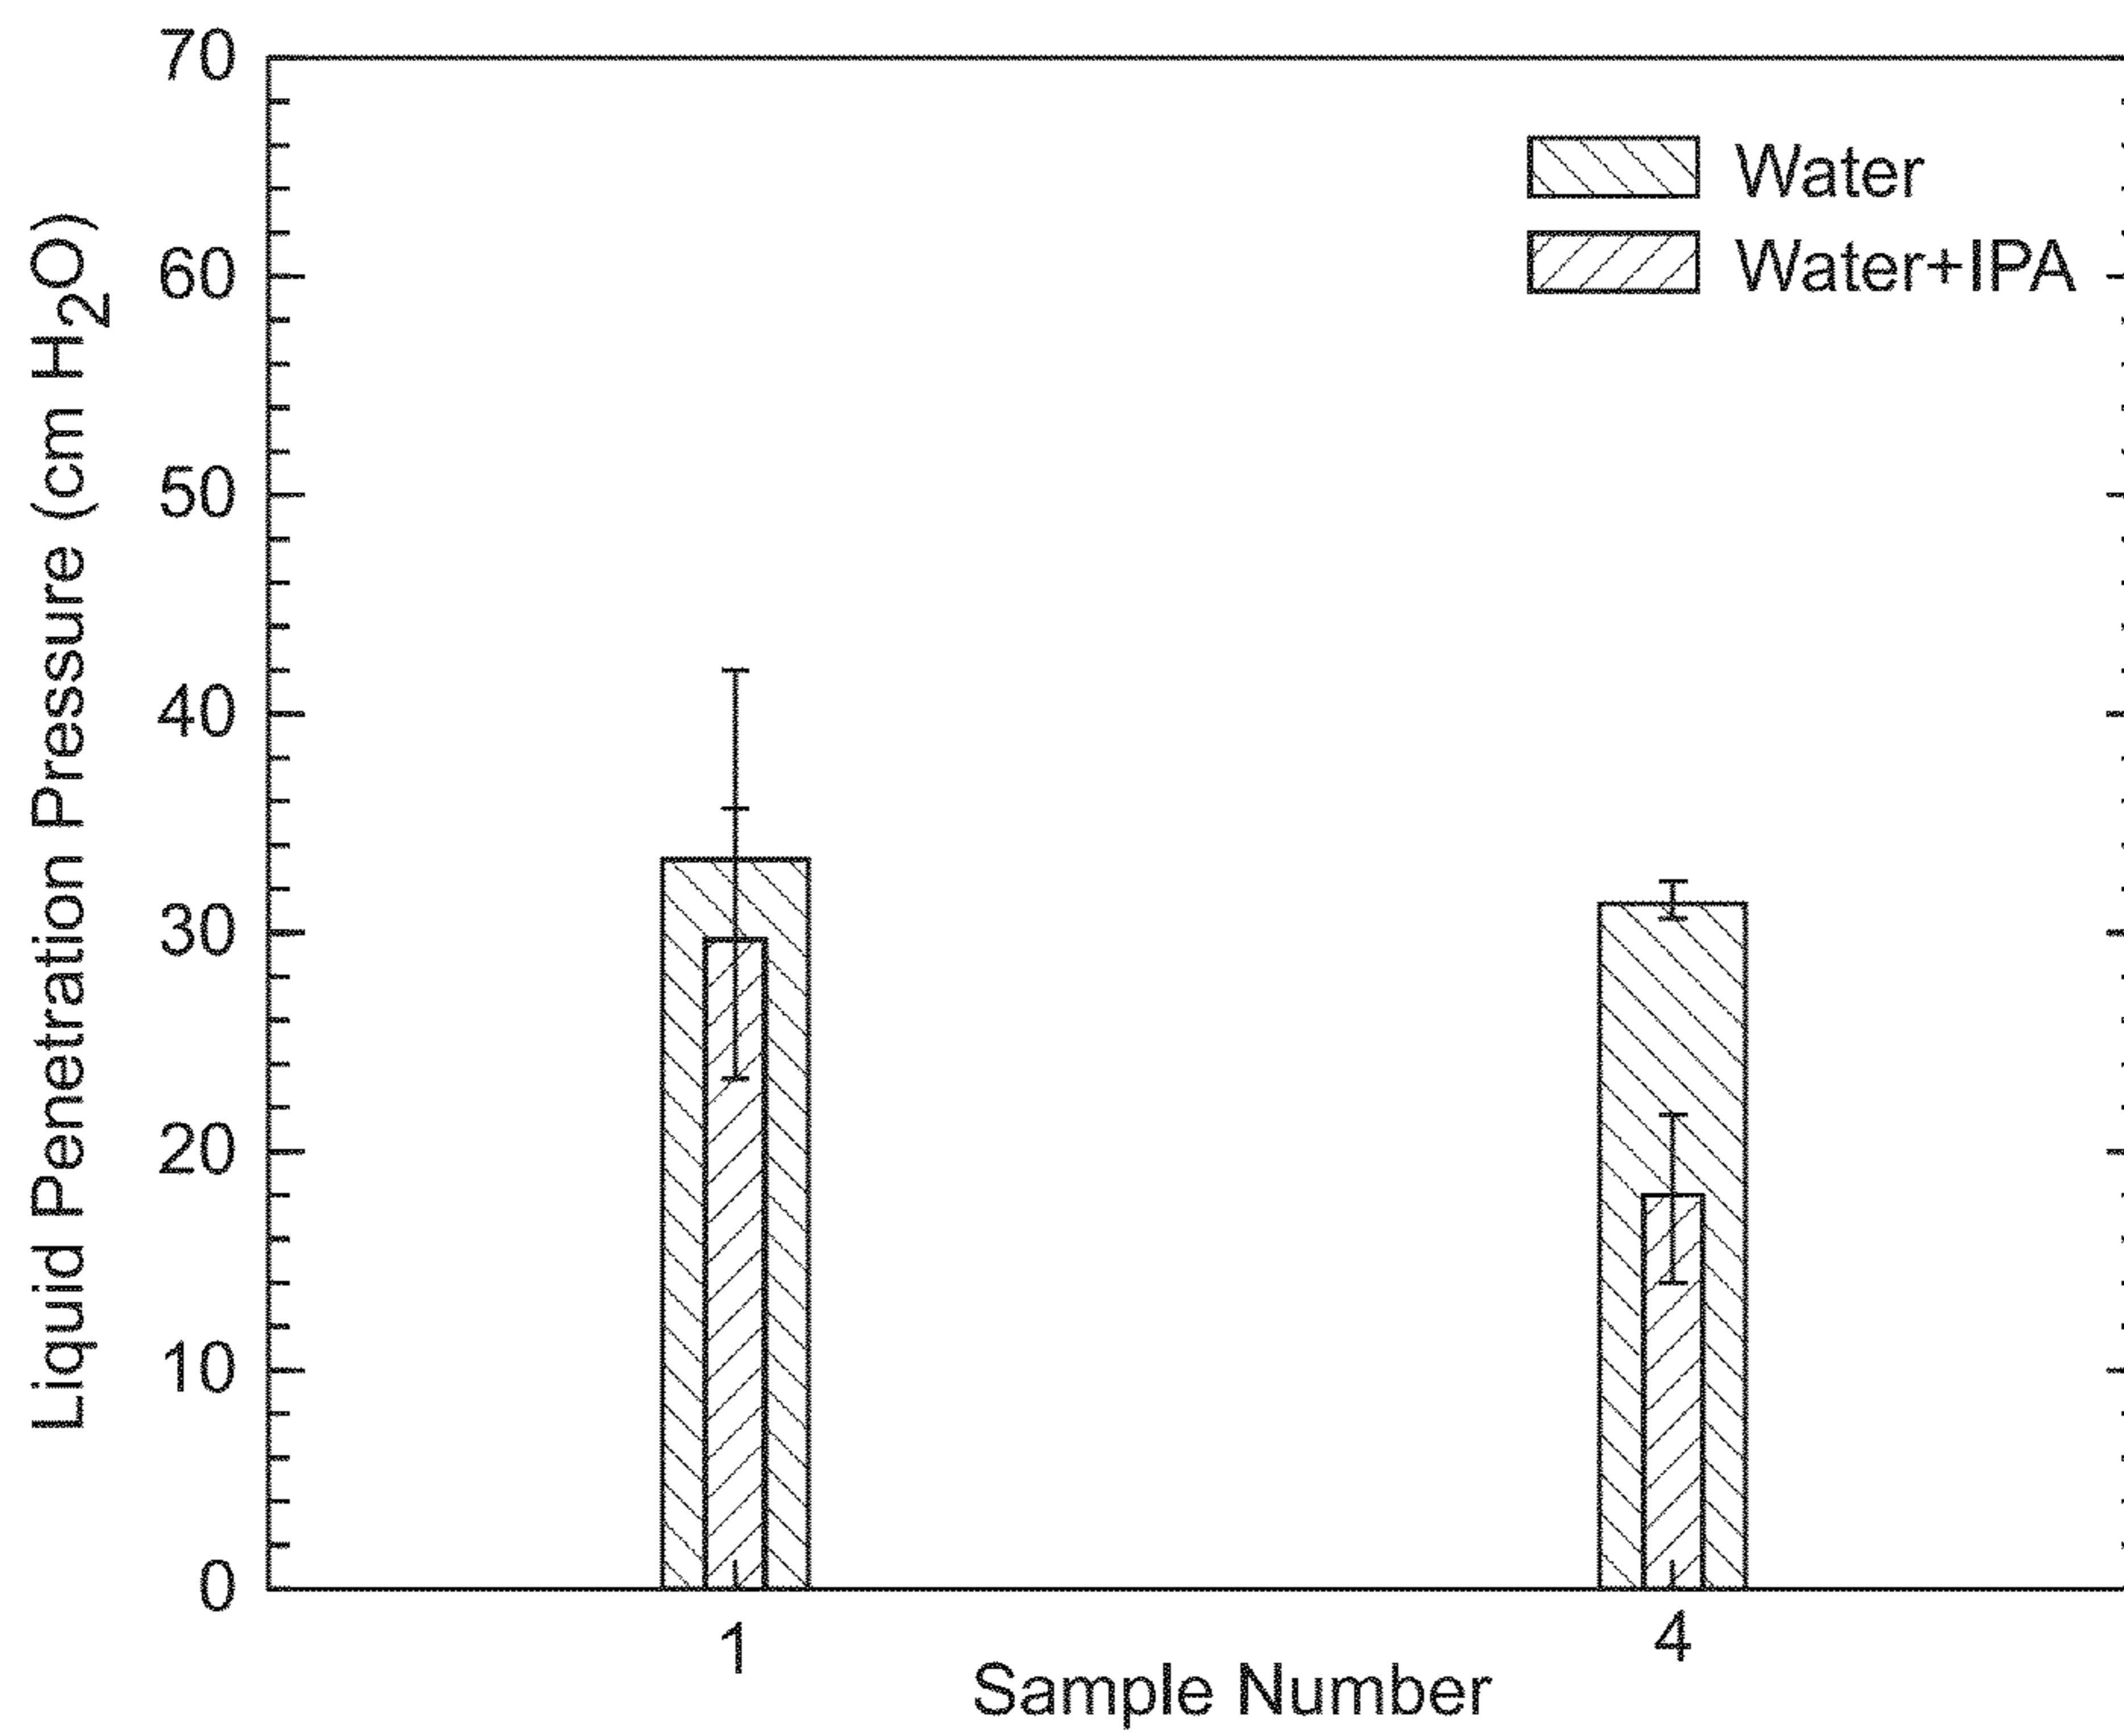 Liquid Penetration Pressure (cm H₂O)
70
60
50
40
30
20
10
0
Water
Water+IPA
1
4
Sample Number